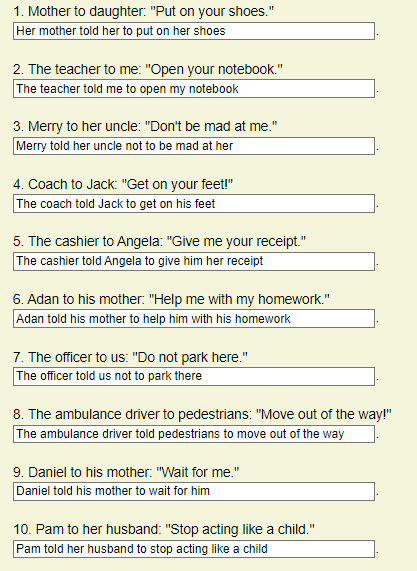 1. Mother to daughter: "Put on your shoes."
Her mother told her to put on her shoes.
2. The teacher to me: "Open your notebook."
The teacher told me to open my notebook.
3. Merry to her uncle: "Don't be mad at me."
Merry told her uncle not to be mad at her.
4. Coach to Jack: "Get on your feet!"
The coach told Jack to get on his feet.
5. The cashier to Angela: "Give me your receipt."
The cashier told Angela to give him her receipt.
6. Adan to his mother: "Help me with my homework."
Adan told his mother to help him with his homework.
7. The officer to us: "Do not park here."
The officer told us not to park there.
8. The ambulance driver to pedestrians: "Move out of the way!"
The ambulance driver told pedestrians to move out of the way.
9. Daniel to his mother: "Wait for me."
Daniel told his mother to wait for him.
10. Pam to her husband: "Stop acting like a child."
Pam told her husband to stop acting like a child.